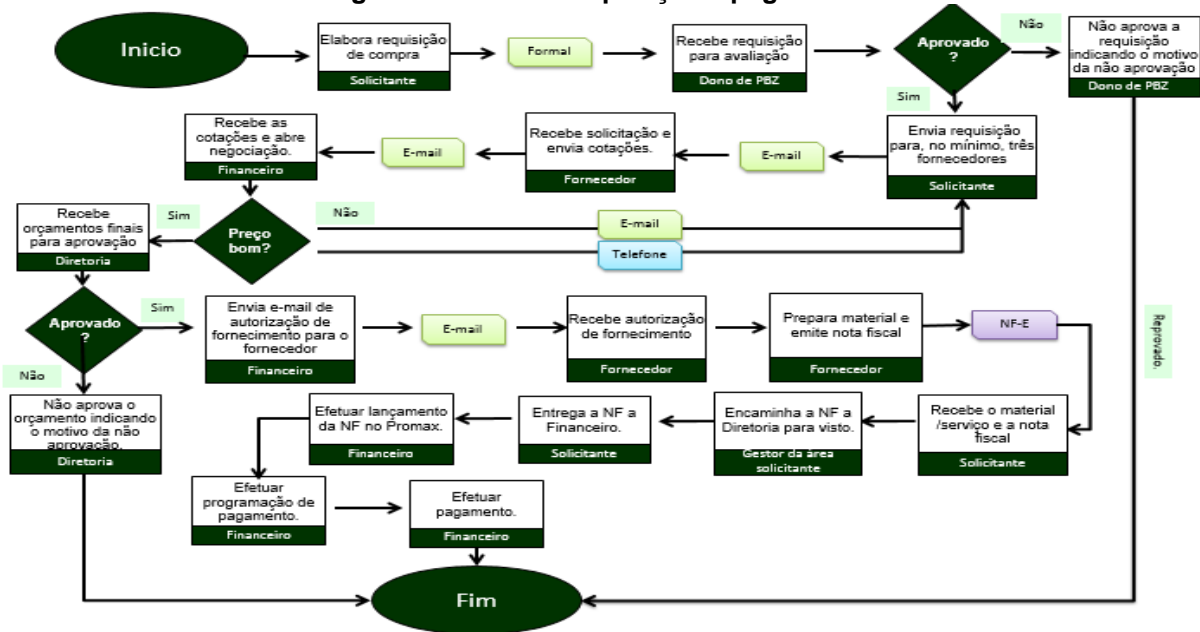 Inicio
Elabora requisição
de compra
Solicitante
Formal
Recebe requisição
para avaliação
Dono de PBZ
Aprovado
?
Não
Não aprova a
requisição
indicando o motivo
da não aprovação
Dono de PBZ
Sim
Envia requisição
para, no mínimo, três
fornecedores
Solicitante
E-mail
Recebe solicitação e
envia cotações.
Fornecedor
E-mail
Recebe as
cotações e abre
negociação.
Financeiro
Preço
bom?
Não
E-mail
Telefone
Sim
Recebe
orçamentos finais
para aprovação
Diretoria
Aprovado
?
Sim
Envia e-mail de
autorização de
fornecimento para o
fornecedor
Financeiro
E-mail
Recebe autorização
de fornecimento
Fornecedor
Prepara material e
emite nota fiscal
Fornecedor
NF-E
Reprovado.
Não
Não aprova o
orçamento indicando
o motivo da não
aprovação.
Diretoria
Recebe o material
/serviço e a nota
fiscal
Solicitante
Encaminha a NF a
Diretoria para visto.
Gestor da área
solicitante
Entrega a NF a
Financeiro.
Solicitante
Efetuar lançamento
da NF no Promax.
Financeiro
Efetuar
programação de
pagamento.
Financeiro
Efetuar
pagamento.
Financeiro
Fim